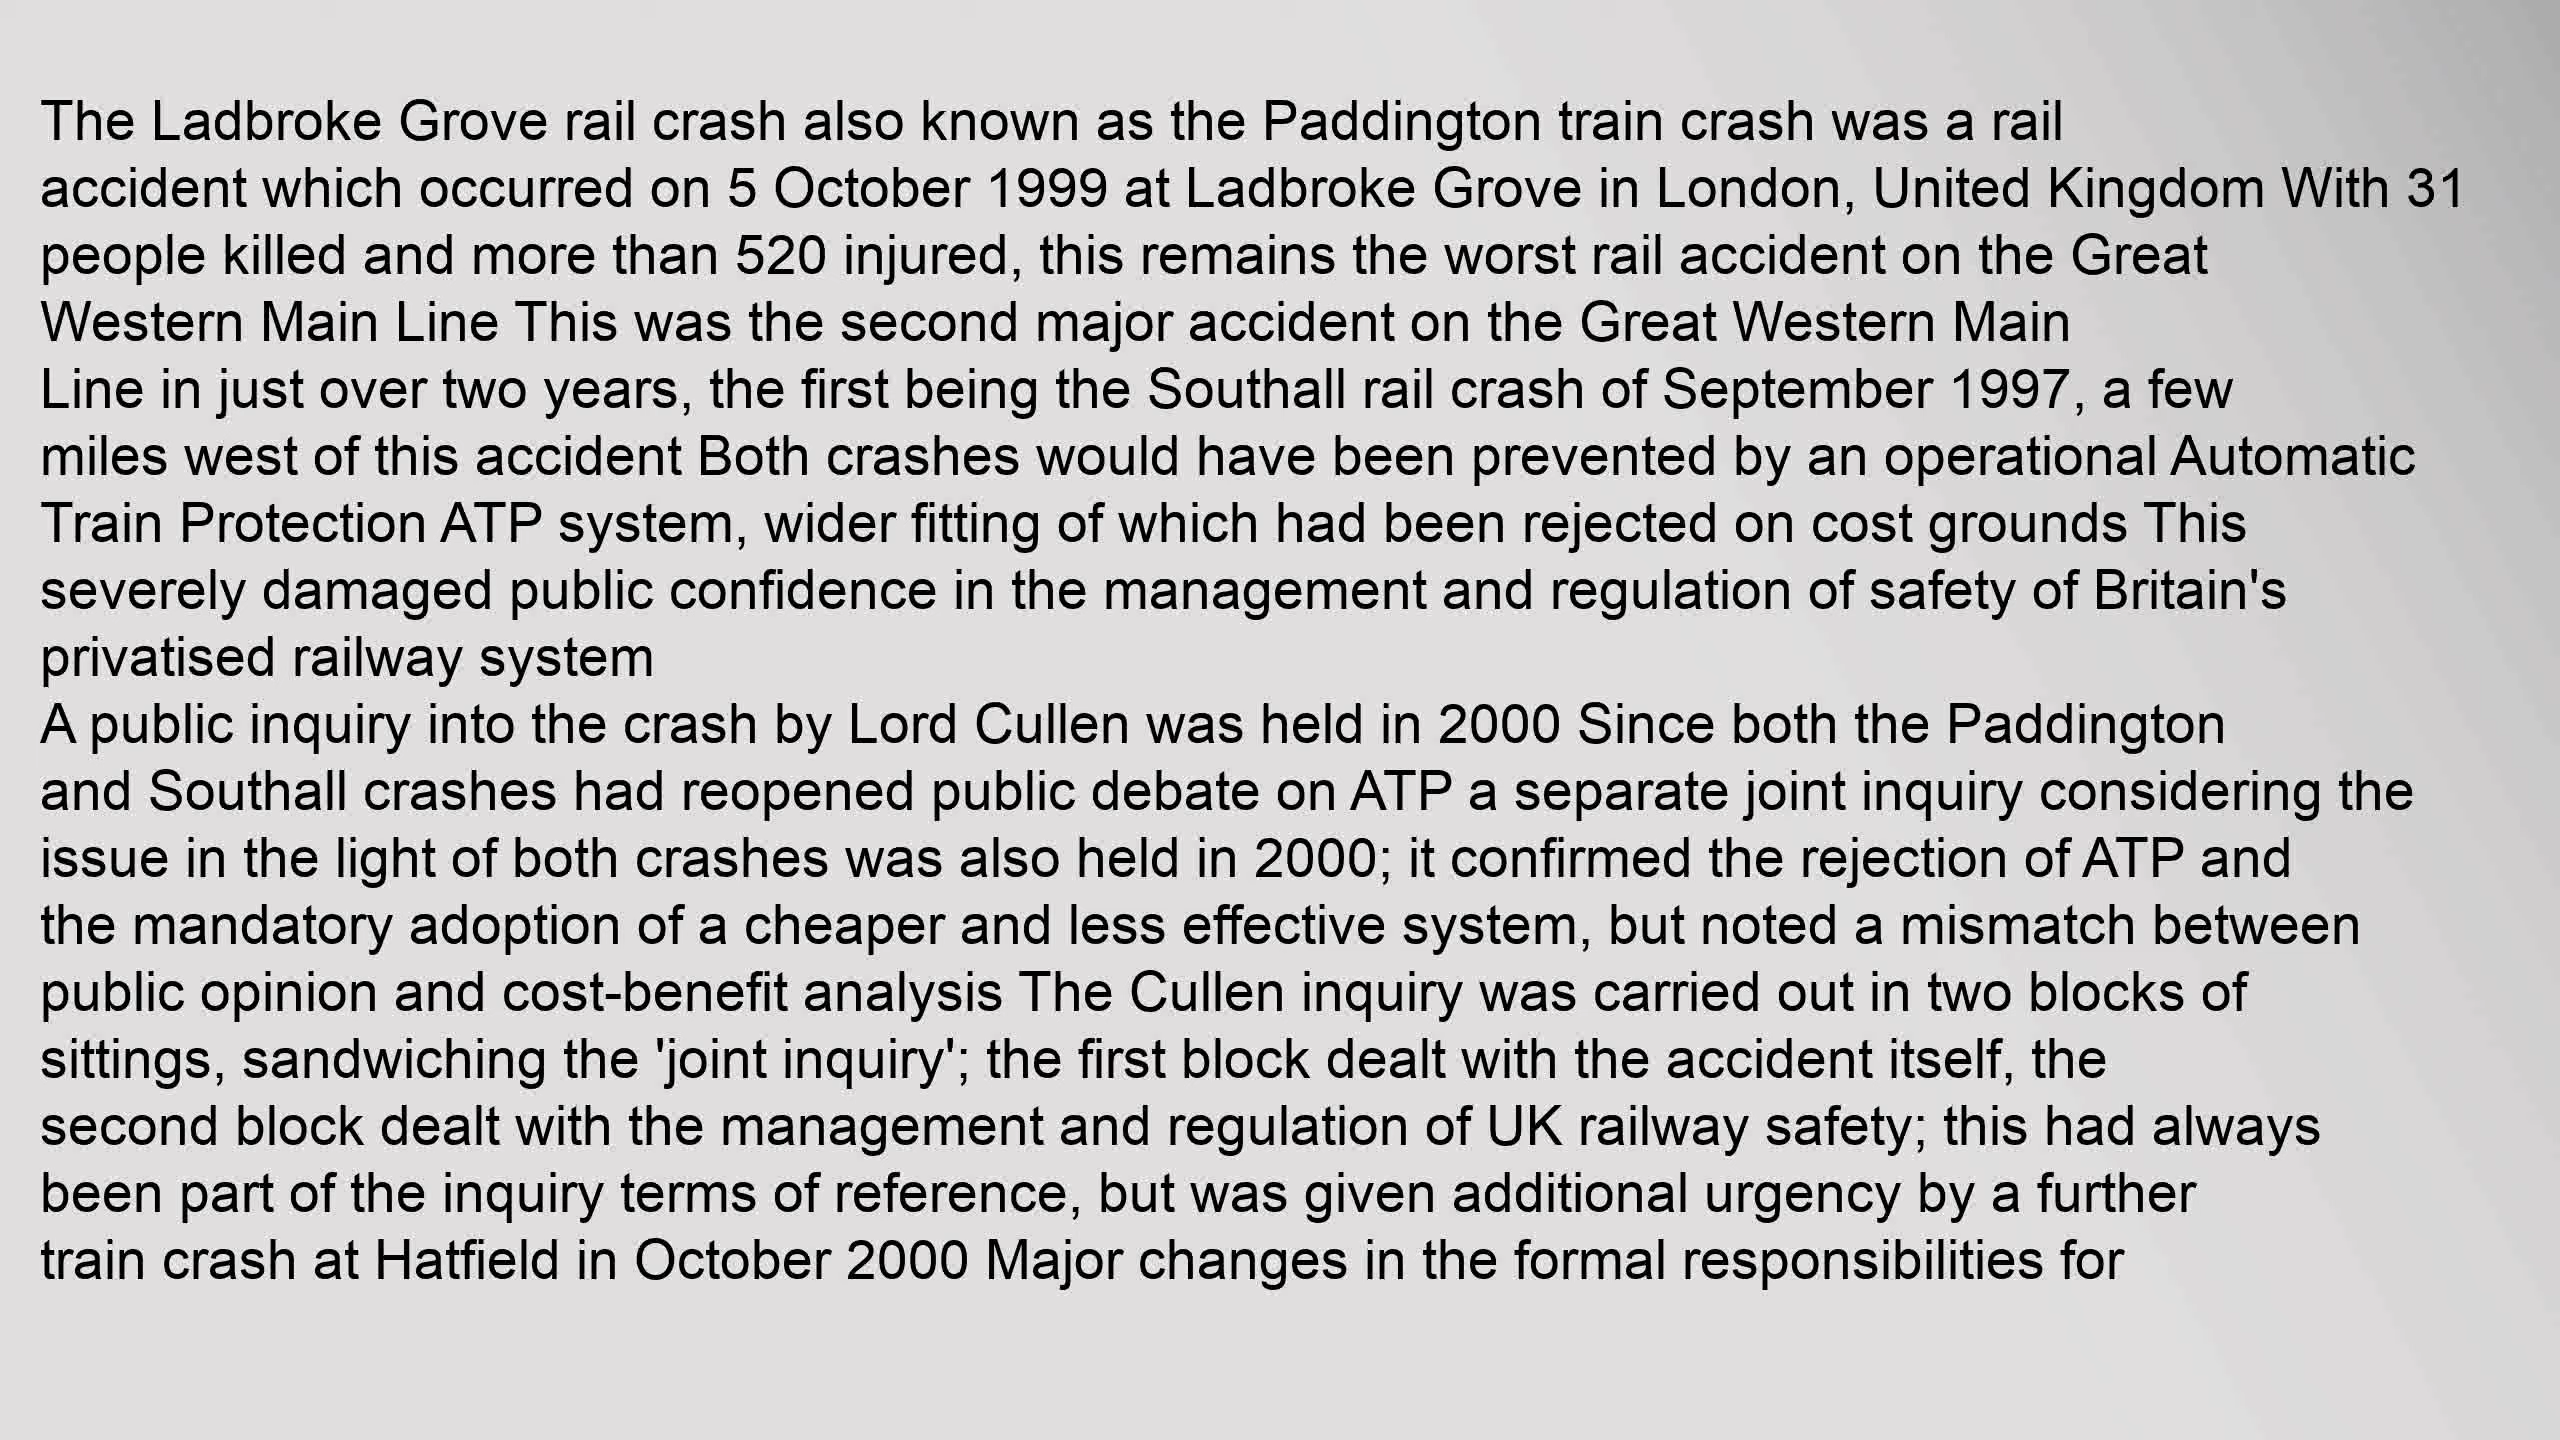 The Ladbroke Grove rail crash also known as the Paddington train crash was a rail
accident which occurred on 5 October 1999 at Ladbroke Grove in London, United Kingdom With 31
people killed and more than 520 injured, this remains the worst rail accident on the Great
Western Main Line This was the second major accident on the Great Western Main
Line in just over two years, the first being the Southall rail crash of September 1997, a few
miles west of this accident Both crashes would have been prevented by an operational Automatic
Train Protection ATP system, wider fitting of which had been rejected on cost grounds This
severely damaged public confidence in the management and regulation of safety of Britain's
privatised railway system
A public inquiry into the crash by Lord Cullen was held in 2000 Since both the Paddington
and Southall crashes had reopened public debate on ATP a separate joint inquiry considering the
issue in the light of both crashes was also held in 2000; it confirmed the rejection of ATP and
the mandatory adoption of a cheaper and less effective system, but noted a mismatch between
public opinion and cost-benefit analysis The Cullen inquiry was carried out in two blocks of
sittings, sandwiching the 'joint inquiry'; the first block dealt with the accident itself, the
second block dealt with the management and regulation of UK railway safety; this had always
been part of the inquiry terms of reference, but was given additional urgency by a further
train crash at Hatfield in October 2000 Major changes in the formal responsibilities for